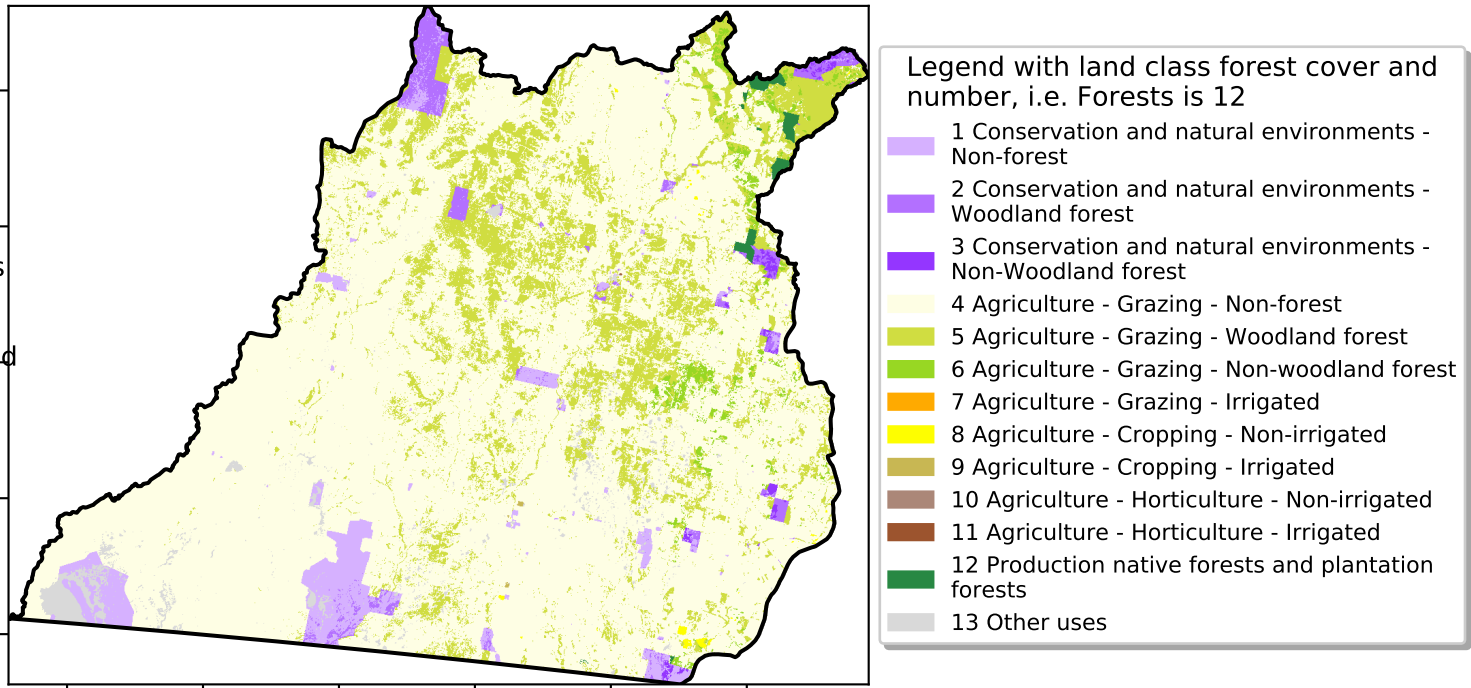 Legend with land class forest cover and
number, i.e. Forests is 12
1 Conservation and natural environments -
Non-forest
2 Conservation and natural environments -
Woodland forest
3 Conservation and natural environments -
Non-Woodland forest
4 Agriculture - Grazing - Non-forest
5 Agriculture - Grazing - Woodland forest
6 Agriculture - Grazing - Non-woodland forest
7 Agriculture - Grazing - Irrigated
8 Agriculture - Cropping - Non-irrigated
9 Agriculture - Cropping - Irrigated
10 Agriculture - Horticulture - Non-irrigated
11 Agriculture - Horticulture - Irrigated
12 Production native forests and plantation
forests
13 Other uses